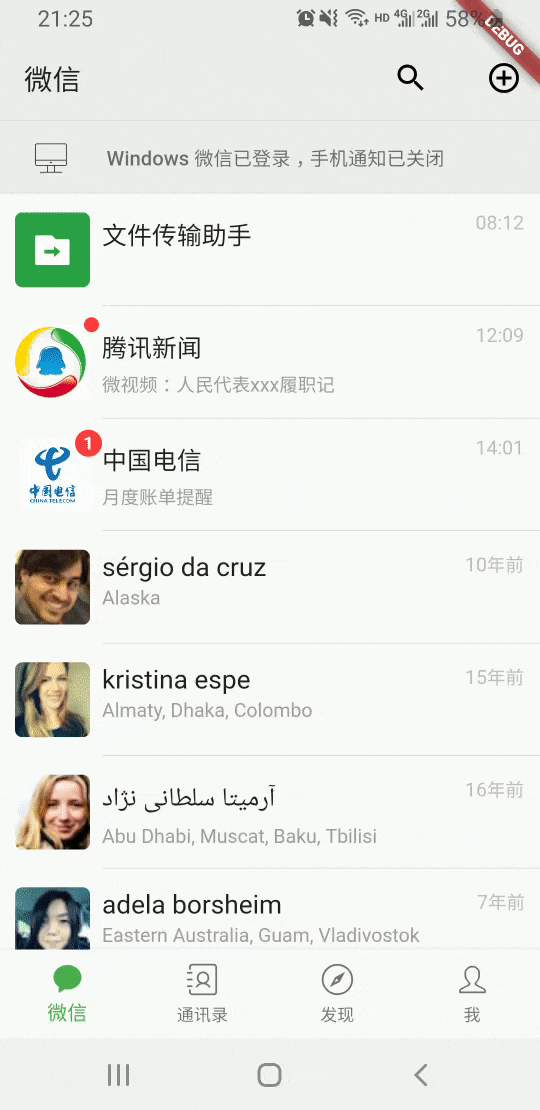 21:25
HD 4G 2G 58%
DEBUG
微信
Windows 微信已登录，手机通知已关闭
文件传输助手
08:12
腾讯新闻
12:09
微视频：人民代表xxx履职记
1
中国电信
14:01
月度账单提醒
中国电信
CHINA TELECOM
sérgio da cruz
10年前
Alaska
kristina espe
15年前
Almaty, Dhaka, Colombo
آرمیتا سلطانی نژاد
16年前
Abu Dhabi, Muscat, Baku, Tbilisi
adela borsheim
7年前
Eastern Australia, Guam, Vladivostok
微信
通讯录
发现
我